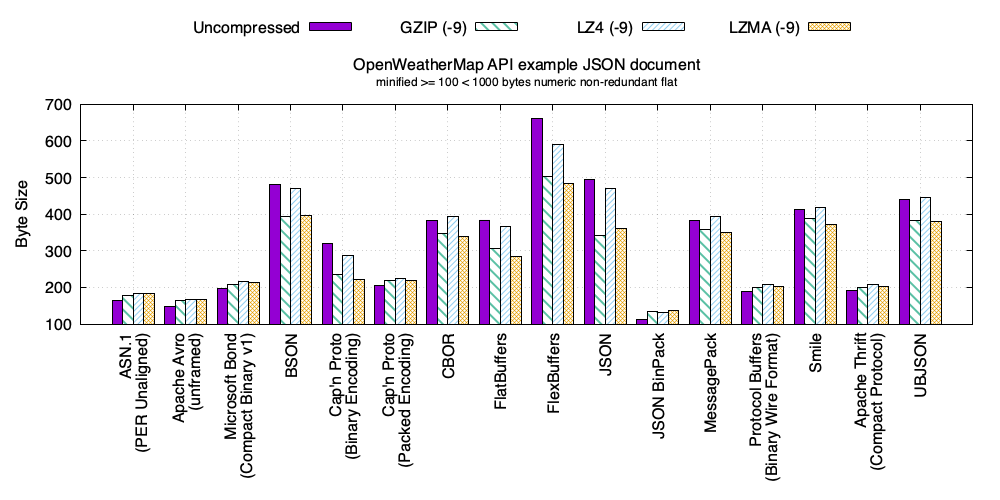 Uncompressed GZIP (-9) LZ4 (-9) LZMA (-9)
OpenWeatherMap API example JSON document
minified >= 100 < 1000 bytes numeric non-redundant flat
Byte Size
700
600
500
400
300
200
100
ASN.1
(PER Unaligned)
Apache Avro
(unframed)
Microsoft Bond
(Compact Binary v1)
BSON
Cap'n Proto
(Binary Encoding)
Cap'n Proto
(Packed Encoding)
CBOR
FlatBuffers
FlexBuffers
JSON
JSON BinPack
MessagePack
Protocol Buffers
(Binary Wire Format)
Smile
Apache Thrift
(Compact Protocol)
UBJSON